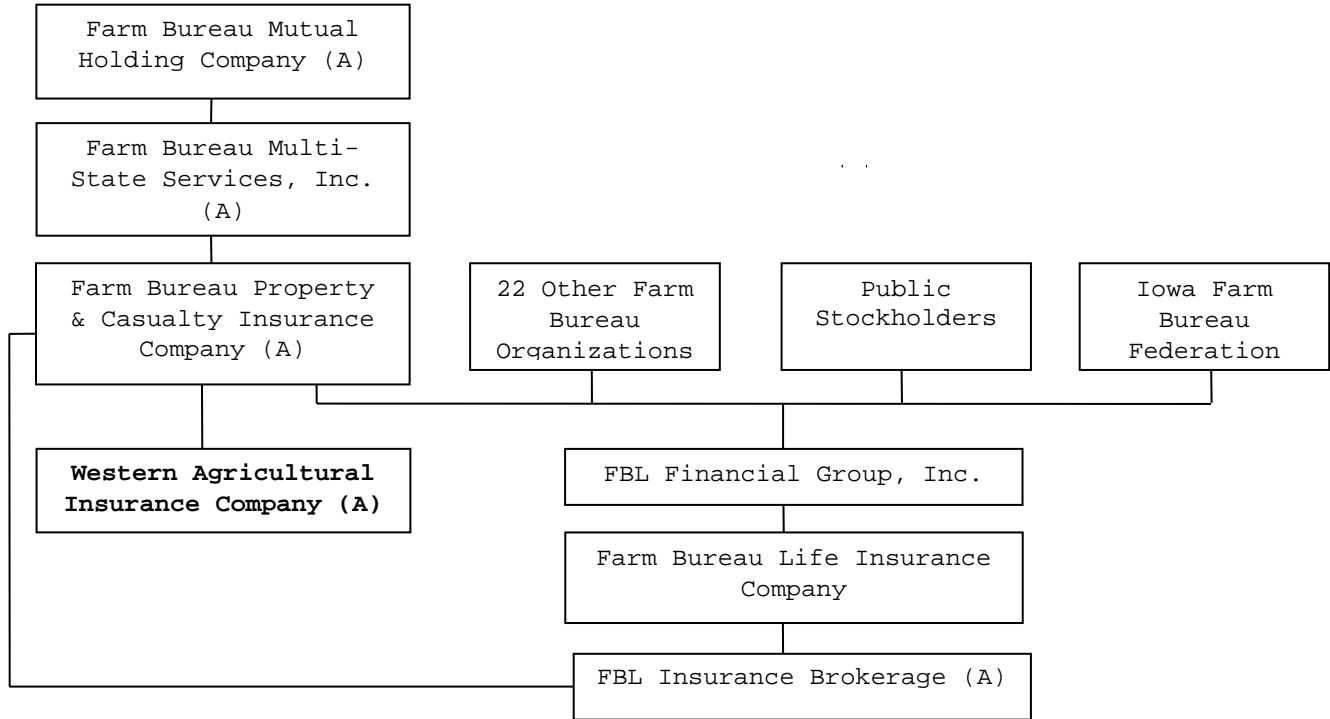 Farm Bureau Mutual
Holding Company (A)
Farm Bureau Multi-
State Services, Inc.
(A)
Farm Bureau Property
& Casualty Insurance
Company (A)
22 Other Farm
Bureau
Organizations
Public
Stockholders
Iowa Farm
Bureau
Federation
Western Agricultural
Insurance Company (A)
FBL Financial Group, Inc.
Farm Bureau Life Insurance
Company
FBL Insurance Brokerage (A)